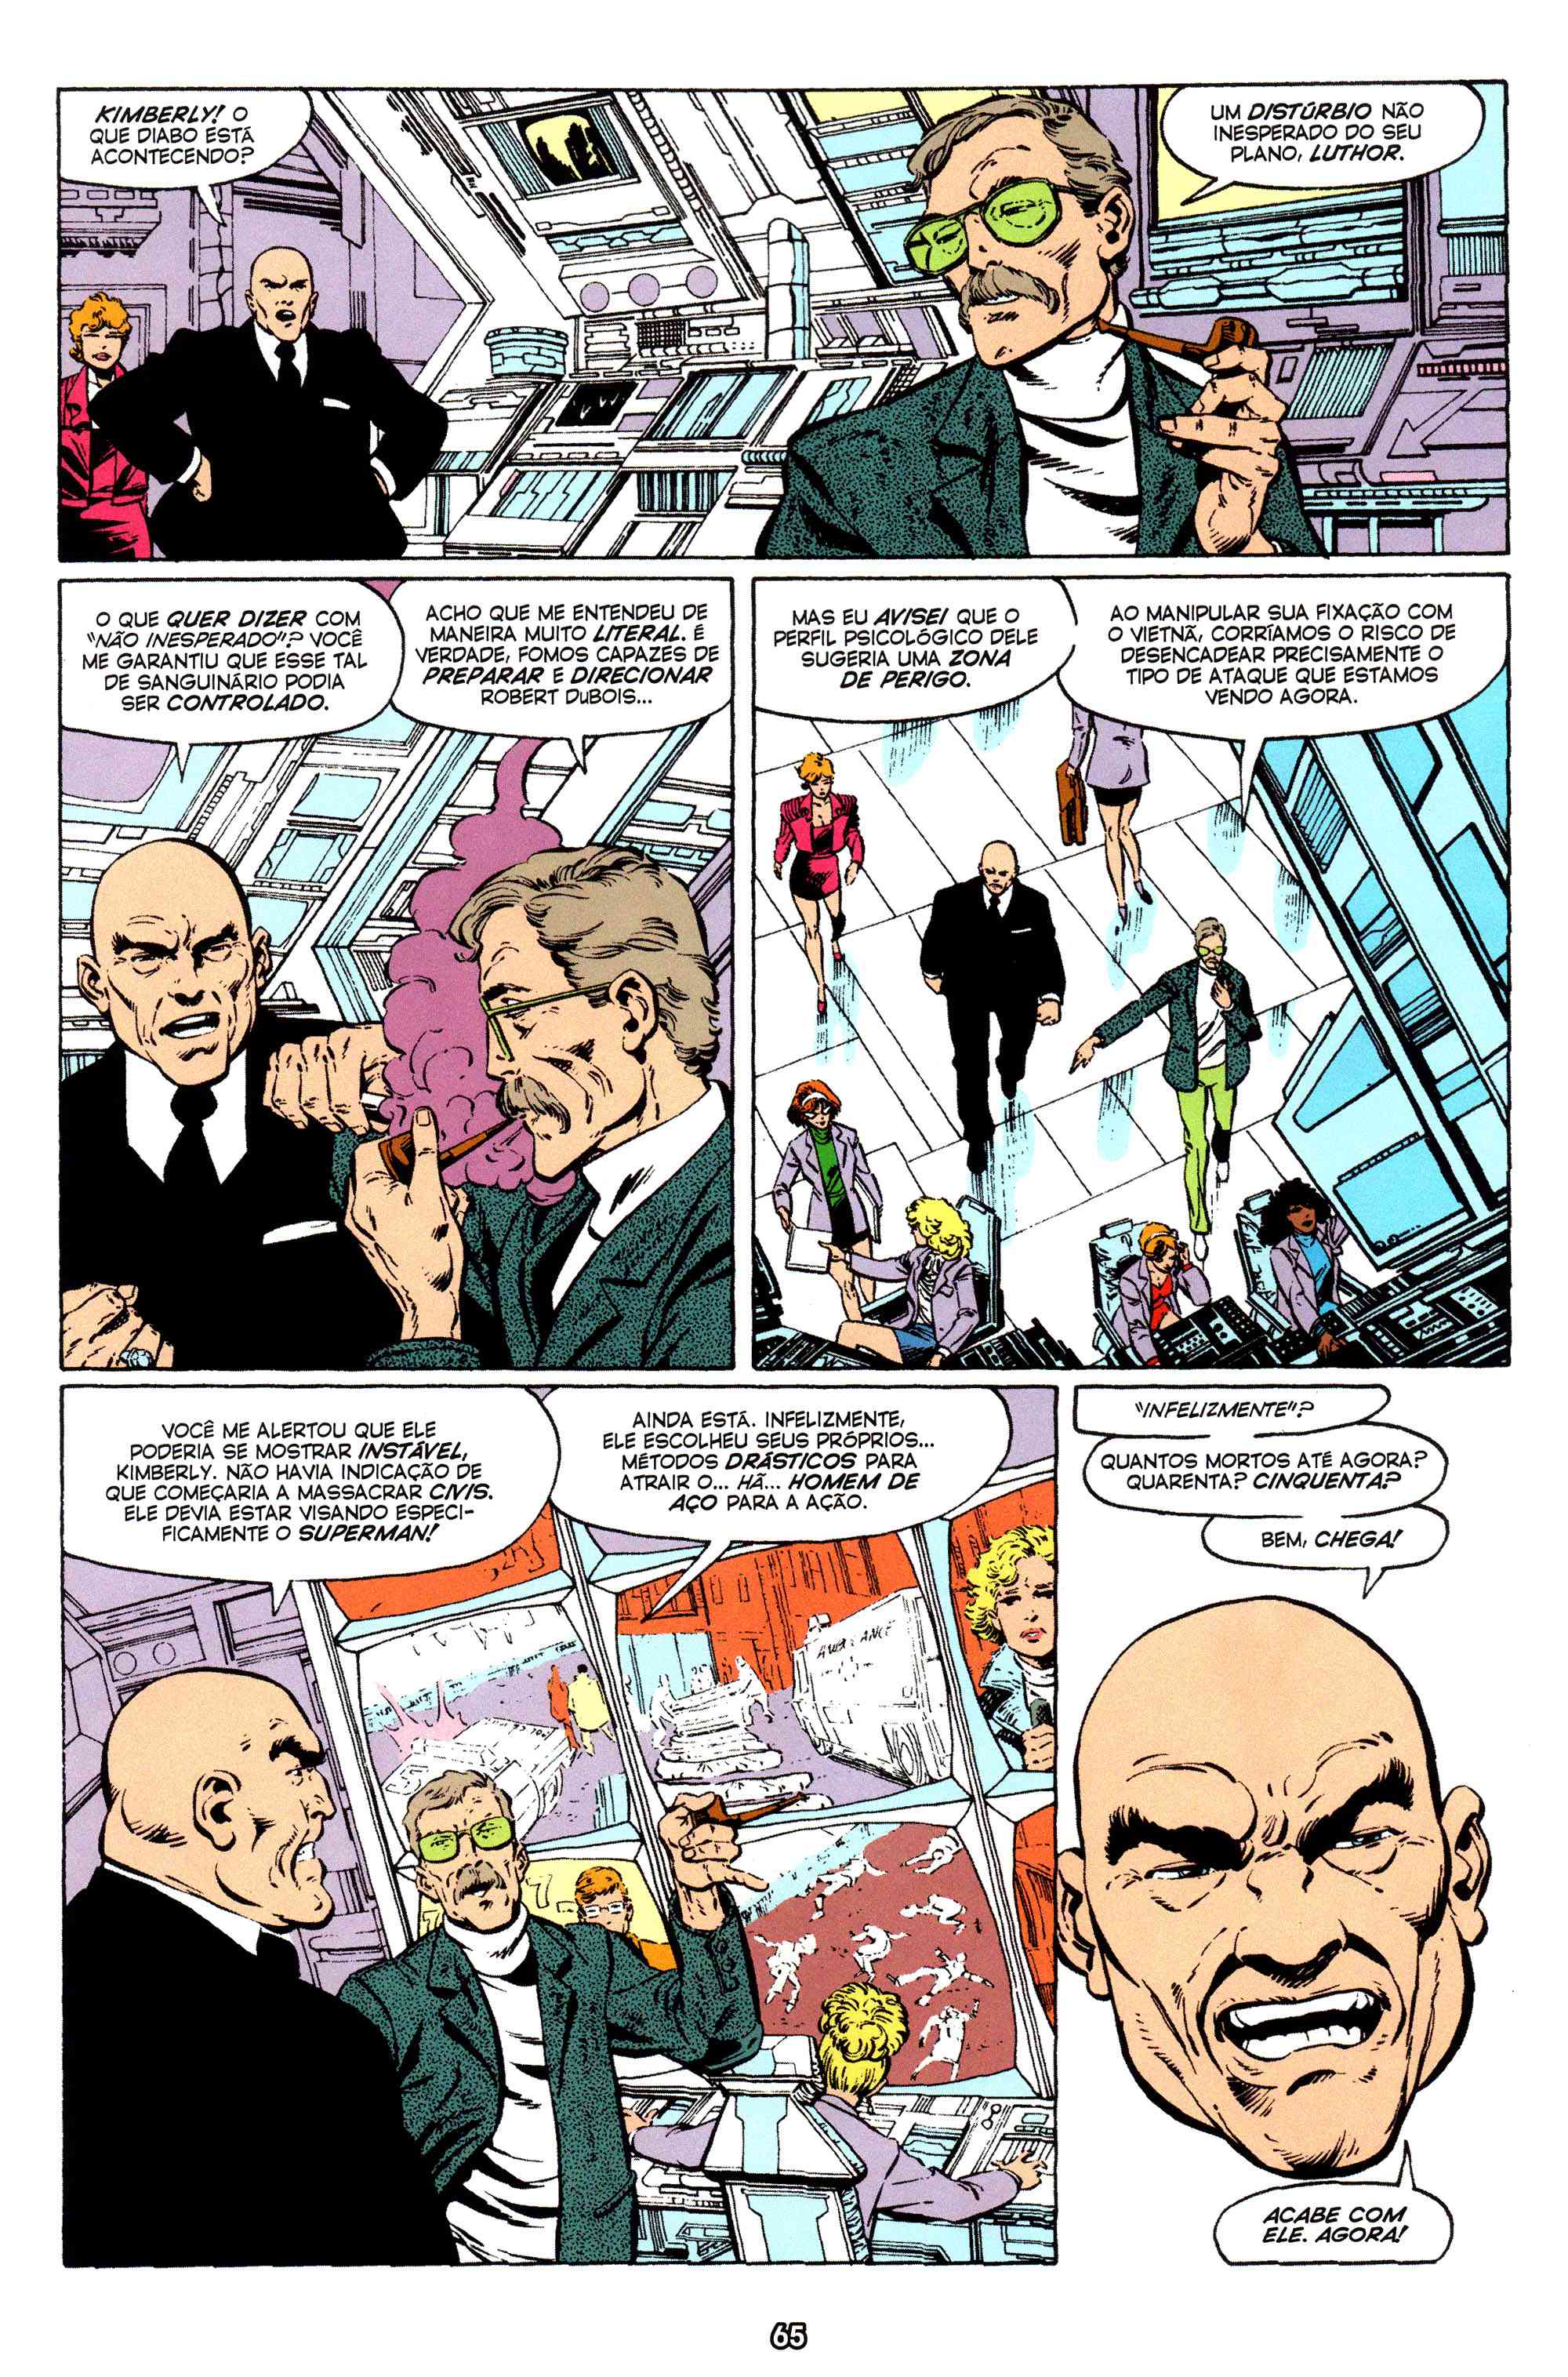 KIMBERLY! O
QUE DIABO ESTÁ
ACONTECENDO?
UM DISTÚRBIO NÃO
INESPERADO DO SEU
PLANO, LUTHOR.
O QUE QUER DIZER COM
“NÃO INESPERADO”? VOCÊ
ME GARANTIU QUE ESSE TAL
DE SANGUINÁRIO PODIA
SER CONTROLADO.
ACHO QUE ME ENTENDEU DE
MANEIRA MUITO LITERAL. É
VERDADE, FOMOS CAPAZES DE
PREPARAR E DIRECIONAR
ROBERT DuBOIS...
MAS EU AVISEI QUE O
PERFIL PSICOLÓGICO DELE
SUGERIA UMA ZONA
DE PERIGO.
AO MANIPULAR SUA FIXAÇÃO COM
O VIETNÃ, CORRÍAMOS O RISCO DE
DESENCADEAR PRECISAMENTE O
TIPO DE ATAQUE QUE ESTAMOS
VENDO AGORA.
VOCÊ ME ALERTOU QUE ELE
PODERIA SE MOSTRAR INSTÁVEL,
KIMBERLY. NÃO HAVIA INDICAÇÃO DE
QUE COMEÇARIA A MASSACRAR CIVIS.
ELE DEVIA ESTAR VISANDO ESPECI-
FICAMENTE O SUPERMAN!
AINDA ESTÁ. INFELIZMENTE,
ELE ESCOLHEU SEUS PRÓPRIOS...
MÉTODOS DRÁSTICOS PARA
ATRAIR O... HÃ... HOMEM DE
AÇO PARA A AÇÃO.
AMBULANCE
“INFELIZMENTE”?
QUANTOS MORTOS ATÉ AGORA?
QUARENTA? CINQUENTA?
BEM, CHEGA!
ACABE COM
ELE. AGORA!
65